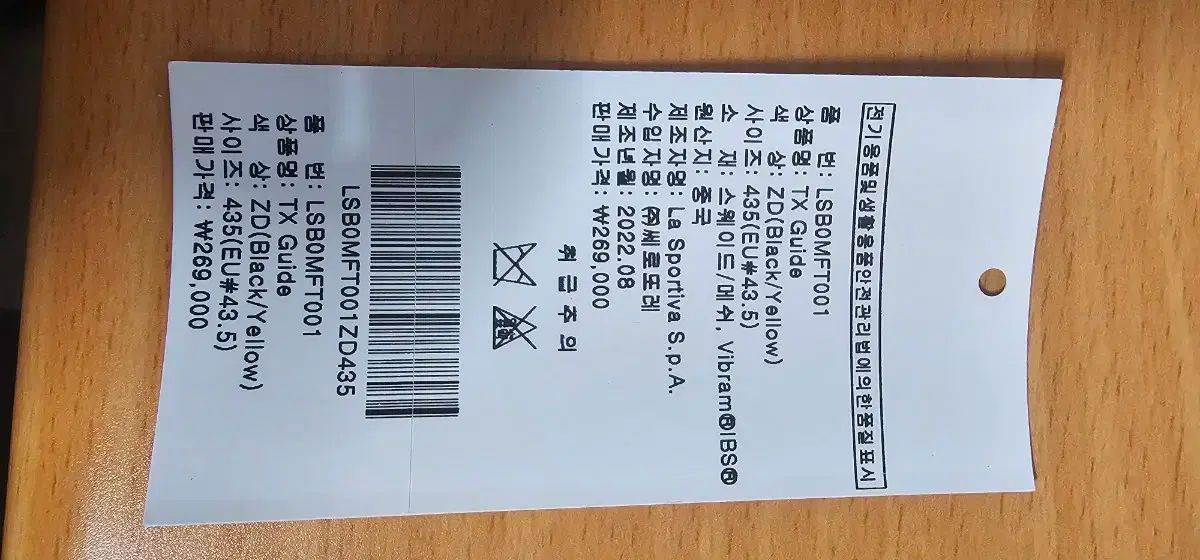 전기용품및생활용품안전관리법에의한품질표시
품 번: LSB0MFT001
상품명: TX Guide
색 상: ZD(Black/Yellow)
사이즈: 435(EU#43.5)
소 재: 스웨이드/메쉬, Vibram®IBS®
원산지: 중국
제조자명: La Sportiva S.p.A.
수입자명: ㈜쎄로또레
제조년월: 2022.08
판매가격: ₩269,000
취급주의
LSB0MFT001ZD435
품 번: LSB0MFT001
상품명: TX Guide
색 상: ZD(Black/Yellow)
사이즈: 435(EU#43.5)
판매가격: ₩269,000